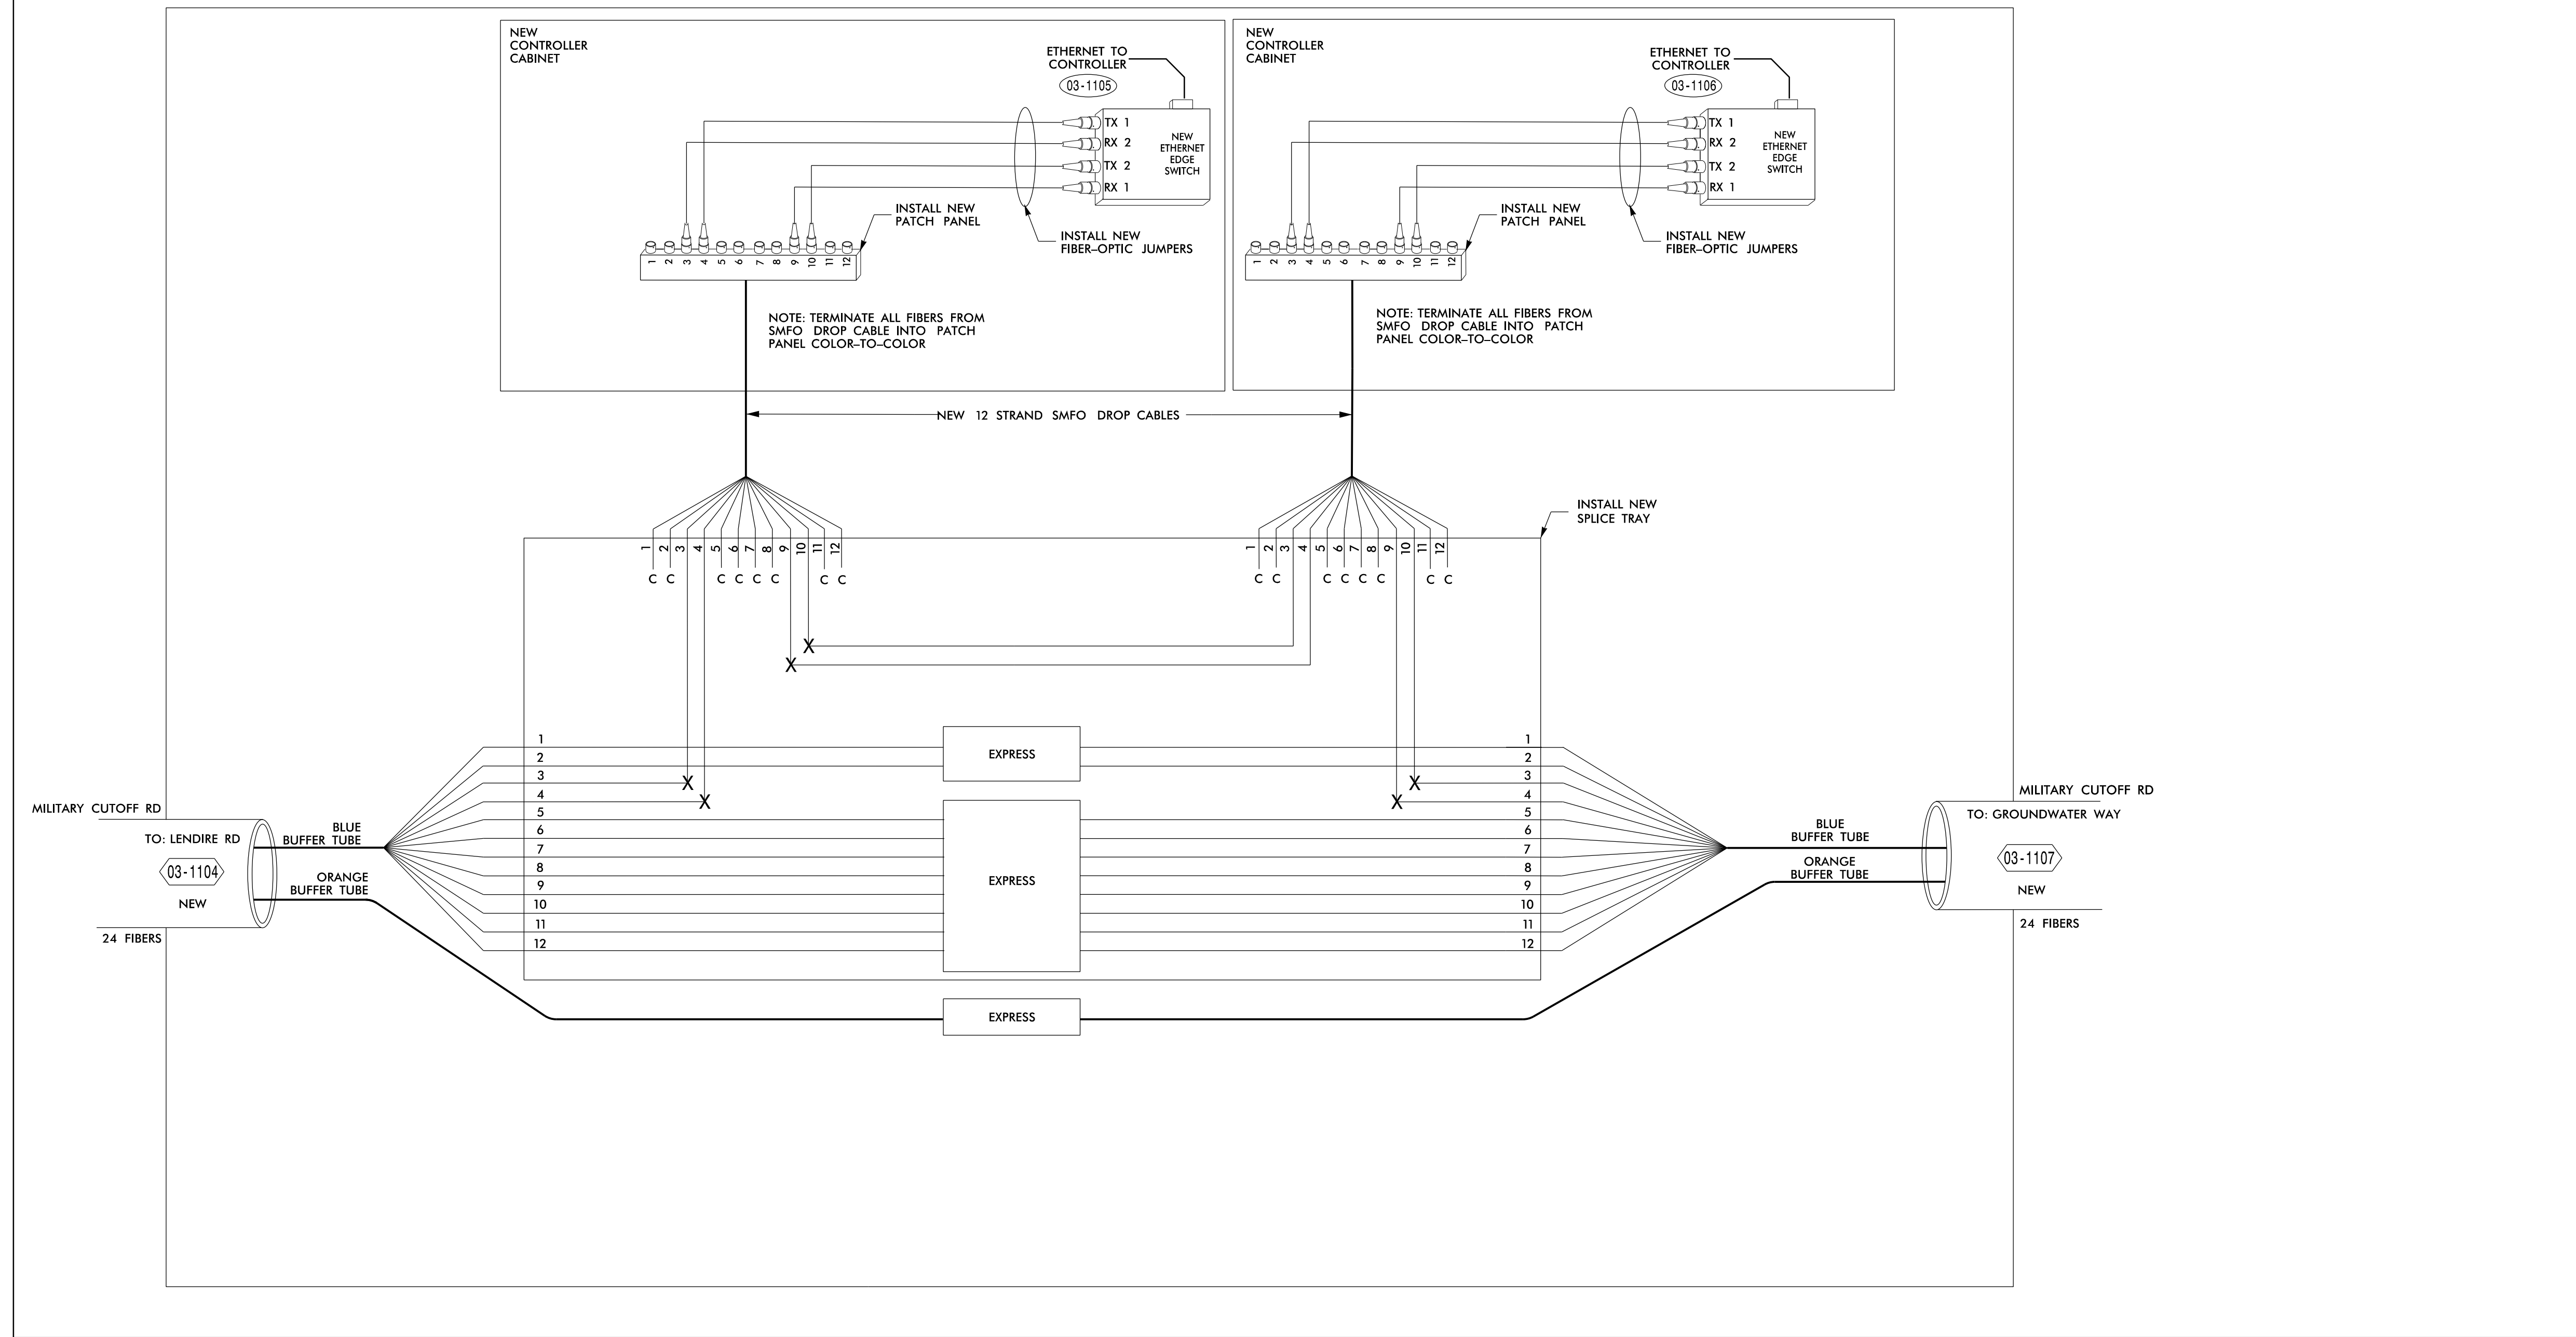 NEW
CONTROLLER
CABINET
ETHERNET TO
CONTROLLER
03-1105
TX 1
RX 2
TX 2
RX 1
NEW
ETHERNET
EDGE
SWITCH
INSTALL NEW
PATCH PANEL
INSTALL NEW
FIBER-OPTIC JUMPERS
1 2 3 4 5 6 7 8 9 10 11 12
NOTE: TERMINATE ALL FIBERS FROM
SMFO DROP CABLE INTO PATCH
PANEL COLOR-TO-COLOR
NEW
CONTROLLER
CABINET
ETHERNET TO
CONTROLLER
03-1106
TX 1
RX 2
TX 2
RX 1
NEW
ETHERNET
EDGE
SWITCH
INSTALL NEW
PATCH PANEL
INSTALL NEW
FIBER-OPTIC JUMPERS
1 2 3 4 5 6 7 8 9 10 11 12
NOTE: TERMINATE ALL FIBERS FROM
SMFO DROP CABLE INTO PATCH
PANEL COLOR-TO-COLOR
NEW 12 STRAND SMFO DROP CABLES
INSTALL NEW
SPLICE TRAY
1 2 3 4 5 6 7 8 9 10 11 12
C C C C C C C C
1 2 3 4 5 6 7 8 9 10 11 12
C C C C C C C C
X
X
1
2
3
4
5
6
7
8
9
10
11
12
X
X
EXPRESS
EXPRESS
EXPRESS
X
X
1
2
3
4
5
6
7
8
9
10
11
12
MILITARY CUTOFF RD
TO: LENDIRE RD
03-1104
NEW
24 FIBERS
BLUE
BUFFER TUBE
ORANGE
BUFFER TUBE
BLUE
BUFFER TUBE
ORANGE
BUFFER TUBE
MILITARY CUTOFF RD
TO: GROUNDWATER WAY
03-1107
NEW
24 FIBERS